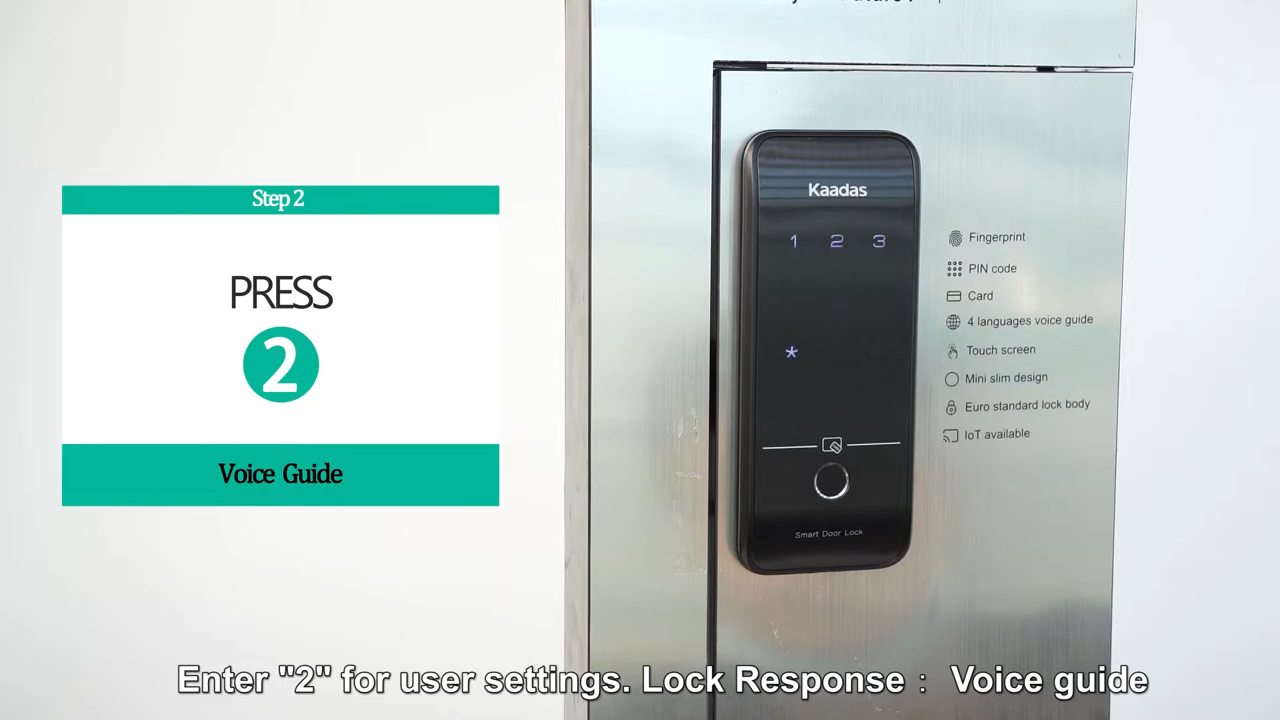 Step 2
PRESS
2
Voice Guide
Kaadas
1 2 3
*
Smart Door Lock
Fingerprint
PIN code
Card
4 languages voice guide
Touch screen
Mini slim design
Euro standard lock body
IoT available
Enter "2" for user settings. Lock Response : Voice guide